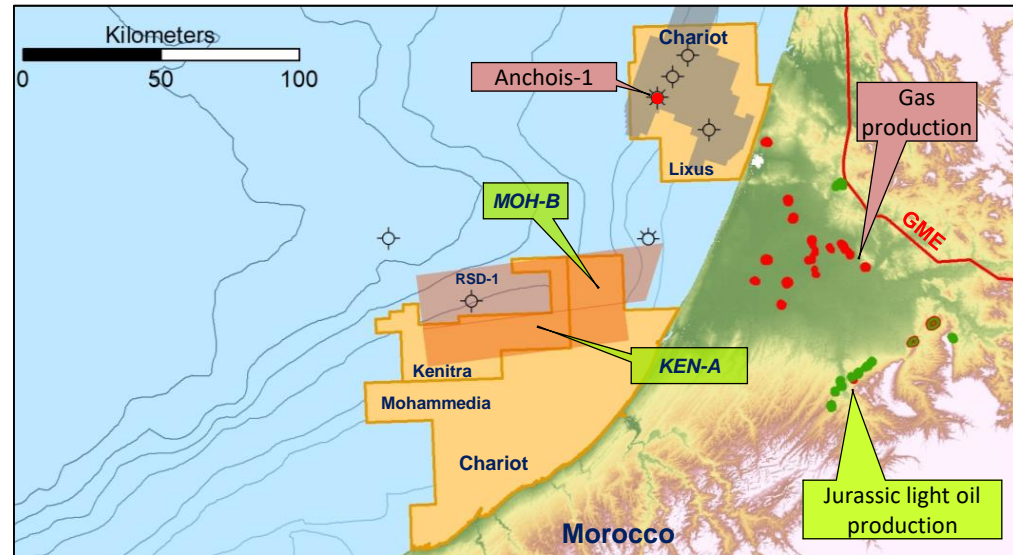 Kilometers
0 50 100
Chariot
Anchois-1
Gas
production
Lixus
MOH-B
GME
RSD-1
KEN-A
Kenitra
Mohammedia
Chariot
Jurassic light oil
production
Morocco